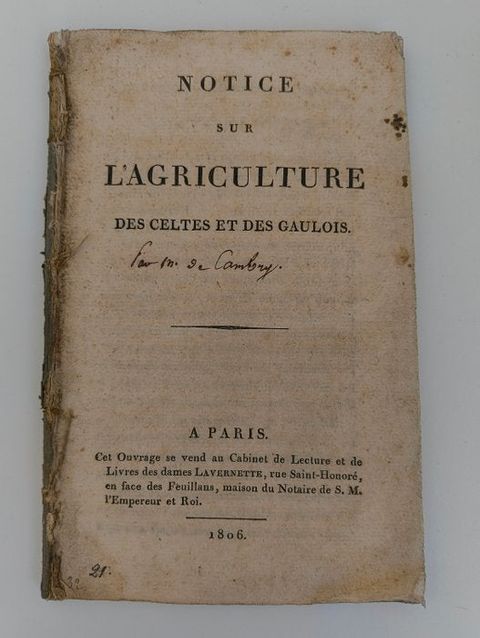 NOTICE
SUR
L'AGRICULTURE
DES CELTES ET DES GAULOIS.
Par M. de Cambry.
A PARIS.
Cet Ouvrage se vend au Cabinet de Lecture et de
Livres des dames LAVERNETTE, rue Saint-Honoré,
en face des Feuillans, maison du Notaire de S. M.
l'Empereur et Roi.
1806.
21.
32